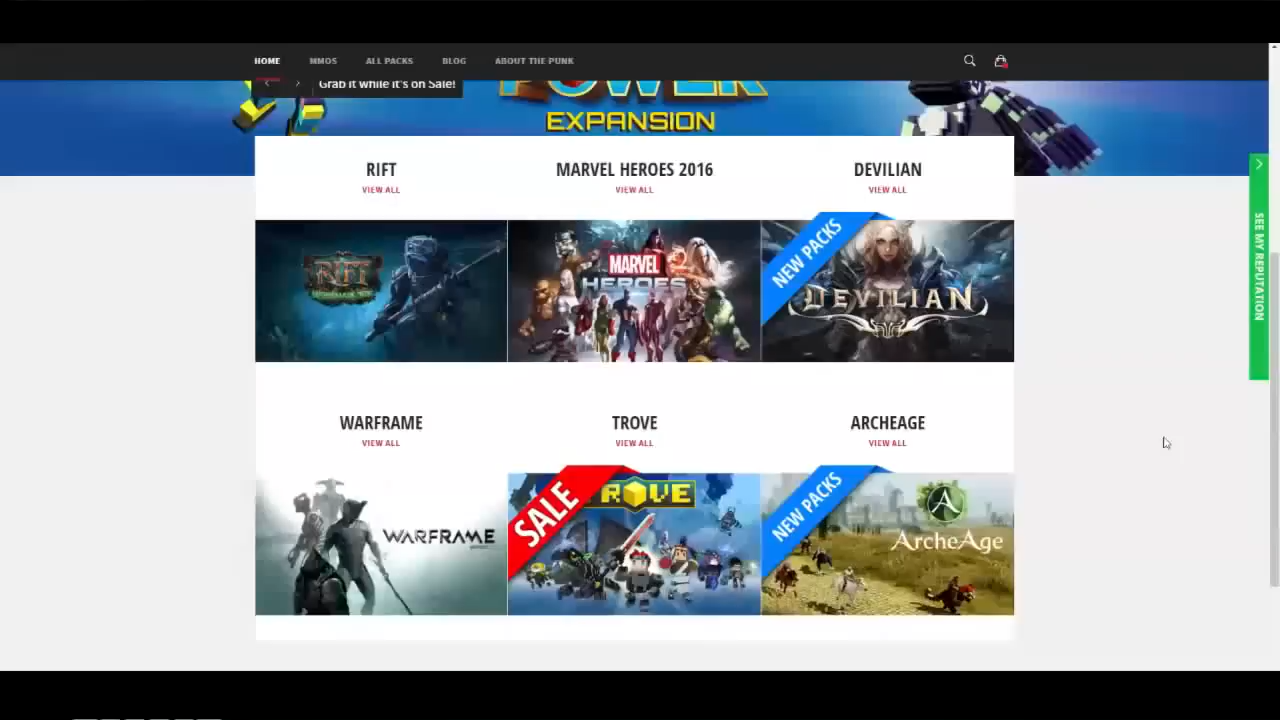 HOME MMOS ALL PACKS BLOG ABOUT THE PUNK
Grab it while it's on Sale!
POWER
EXPANSION
RIFT MARVEL HEROES 2016 DEVILIAN
VIEW ALL VIEW ALL VIEW ALL
RIFT
MARVEL
HEROES
NEW PACKS
DEVILIAN
SEE MY REPUTATION
WARFRAME TROVE ARCHEAGE
VIEW ALL VIEW ALL VIEW ALL
WARFRAME
SALE
TROVE
NEW PACKS
ArcheAge